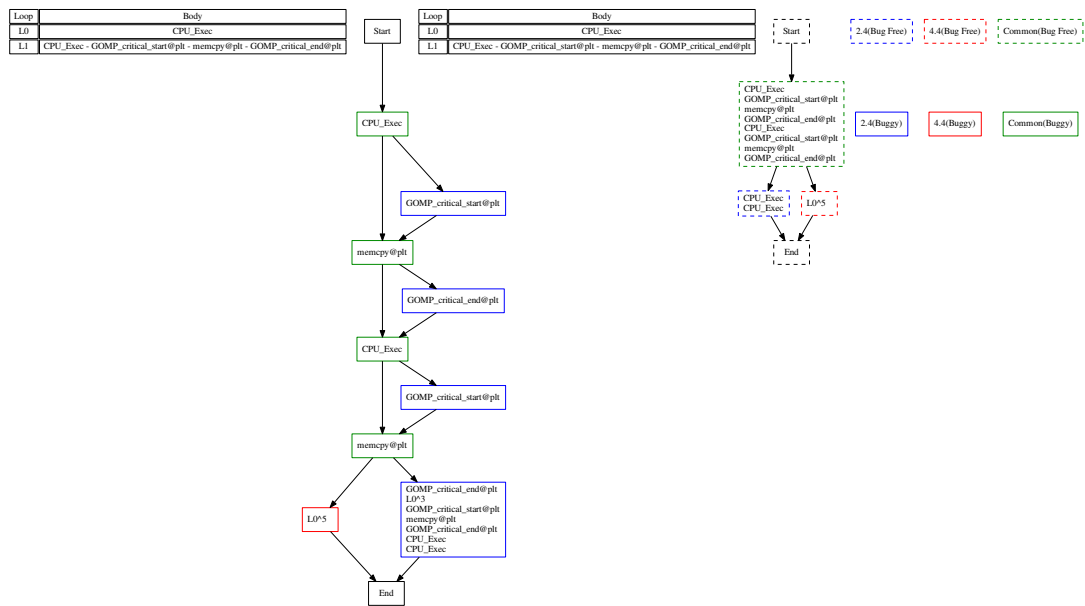 Loop Body
L0 CPU_Exec
L1 CPU_Exec - GOMP_critical_start@plt - memcpy@plt - GOMP_critical_end@plt
Start
CPU_Exec
GOMP_critical_start@plt
memcpy@plt
GOMP_critical_end@plt
CPU_Exec
GOMP_critical_start@plt
memcpy@plt
L0^5
GOMP_critical_end@plt
L0^3
GOMP_critical_start@plt
memcpy@plt
GOMP_critical_end@plt
CPU_Exec
CPU_Exec
End
Loop Body
L0 CPU_Exec
L1 CPU_Exec - GOMP_critical_start@plt - memcpy@plt - GOMP_critical_end@plt
Start
CPU_Exec
GOMP_critical_start@plt
memcpy@plt
GOMP_critical_end@plt
CPU_Exec
GOMP_critical_start@plt
memcpy@plt
GOMP_critical_end@plt
CPU_Exec
CPU_Exec
L0^5
End
2.4(Bug Free) 4.4(Bug Free) Common(Bug Free)
2.4(Buggy) 4.4(Buggy) Common(Buggy)